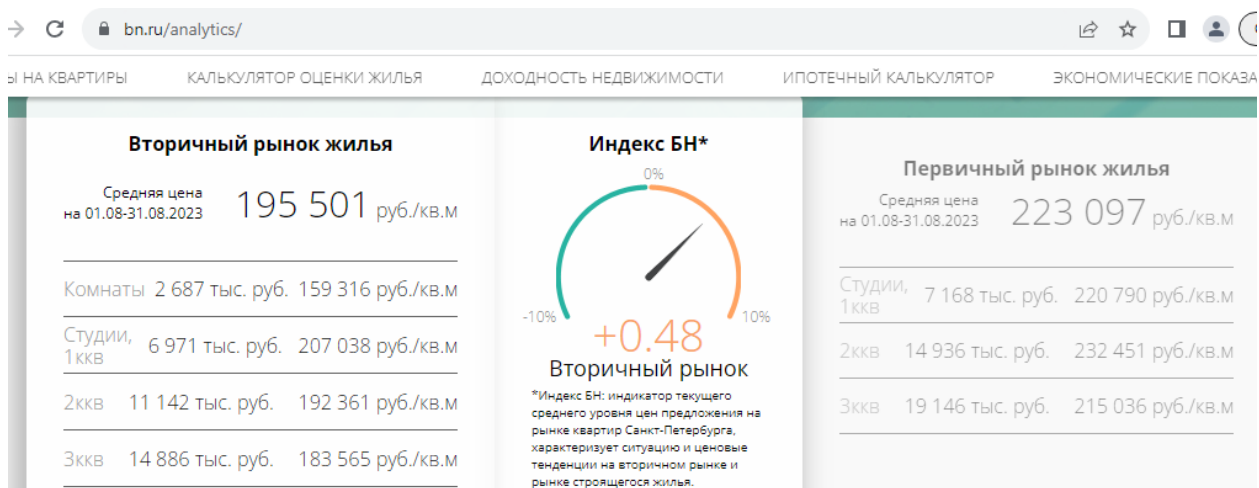 bn.ru/analytics/
Ы НА КВАРТИРЫ КАЛЬКУЛЯТОР ОЦЕНКИ ЖИЛЬЯ ДОХОДНОСТЬ НЕДВИЖИМОСТИ ИПОТЕЧНЫЙ КАЛЬКУЛЯТОР ЭКОНОМИЧЕСКИЕ ПОКАЗА
Вторичный рынок жилья
Средняя цена
на 01.08-31.08.2023
195 501 руб./кв.м
Комнаты 2 687 тыс. руб. 159 316 руб./кв.м
Студии,
1ккв
6 971 тыс. руб. 207 038 руб./кв.м
2ккв 11 142 тыс. руб. 192 361 руб./кв.м
3ккв 14 886 тыс. руб. 183 565 руб./кв.м
Индекс БН*
0%
-10%
10%
+0.48
Вторичный рынок
*Индекс БН: индикатор текущего
среднего уровня цен предложения на
рынке квартир Санкт-Петербурга,
характеризует ситуацию и ценовые
тенденции на вторичном рынке и
рынке строящегося жилья.
Первичный рынок жилья
Средняя цена
на 01.08-31.08.2023
223 097 руб./кв.м
Студии,
1ккв
7 168 тыс. руб. 220 790 руб./кв.м
2ккв 14 936 тыс. руб. 232 451 руб./кв.м
3ккв 19 146 тыс. руб. 215 036 руб./кв.м